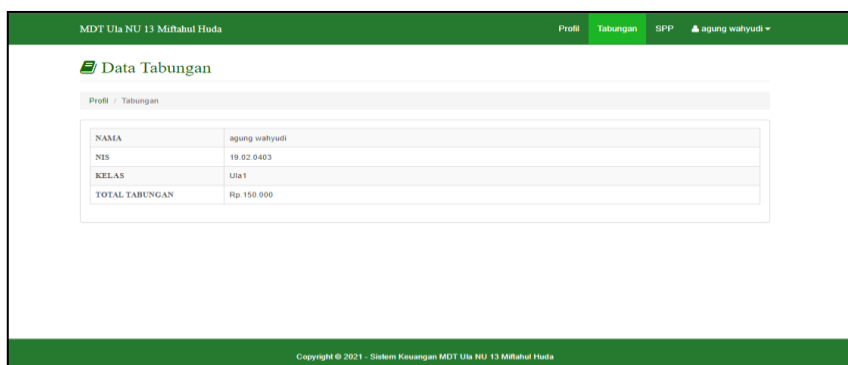 MDT Ula NU 13 Miftahul Huda Profil Tabungan SPP agung wahyudi
Data Tabungan
Profil / Tabungan
NAMA agung wahyudi
NIS 19.02.0403
KELAS Ula1
TOTAL TABUNGAN Rp.150.000
Copyright © 2021 - Sistem Keuangan MDT Ula NU 13 Miftahul Huda